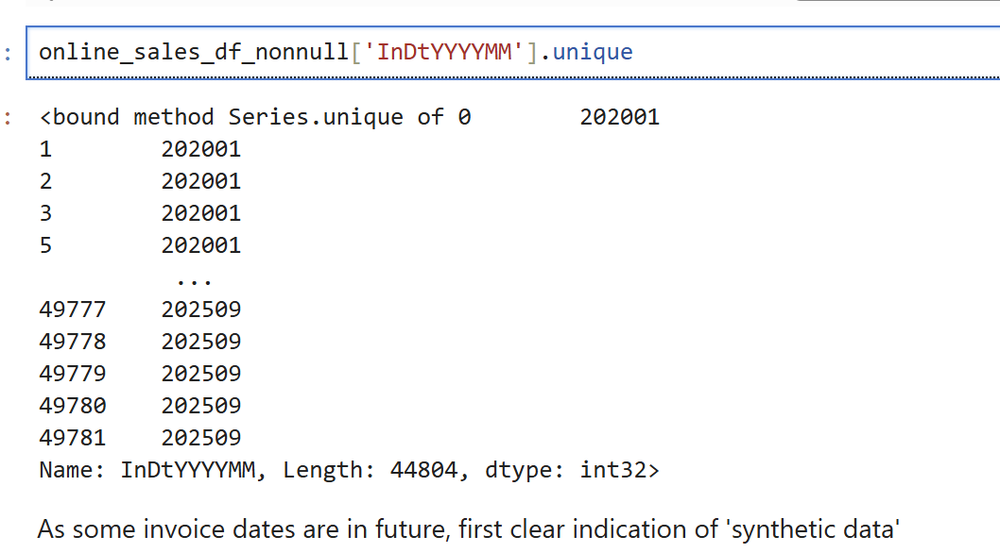 : online_sales_df_nonnull['InDtYYYYMM'].unique
: <bound method Series.unique of 0        202001
1        202001
2        202001
3        202001
5        202001
...
49777    202509
49778    202509
49779    202509
49780    202509
49781    202509
Name: InDtYYYYMM, Length: 44804, dtype: int32>
As some invoice dates are in future, first clear indication of 'synthetic data'